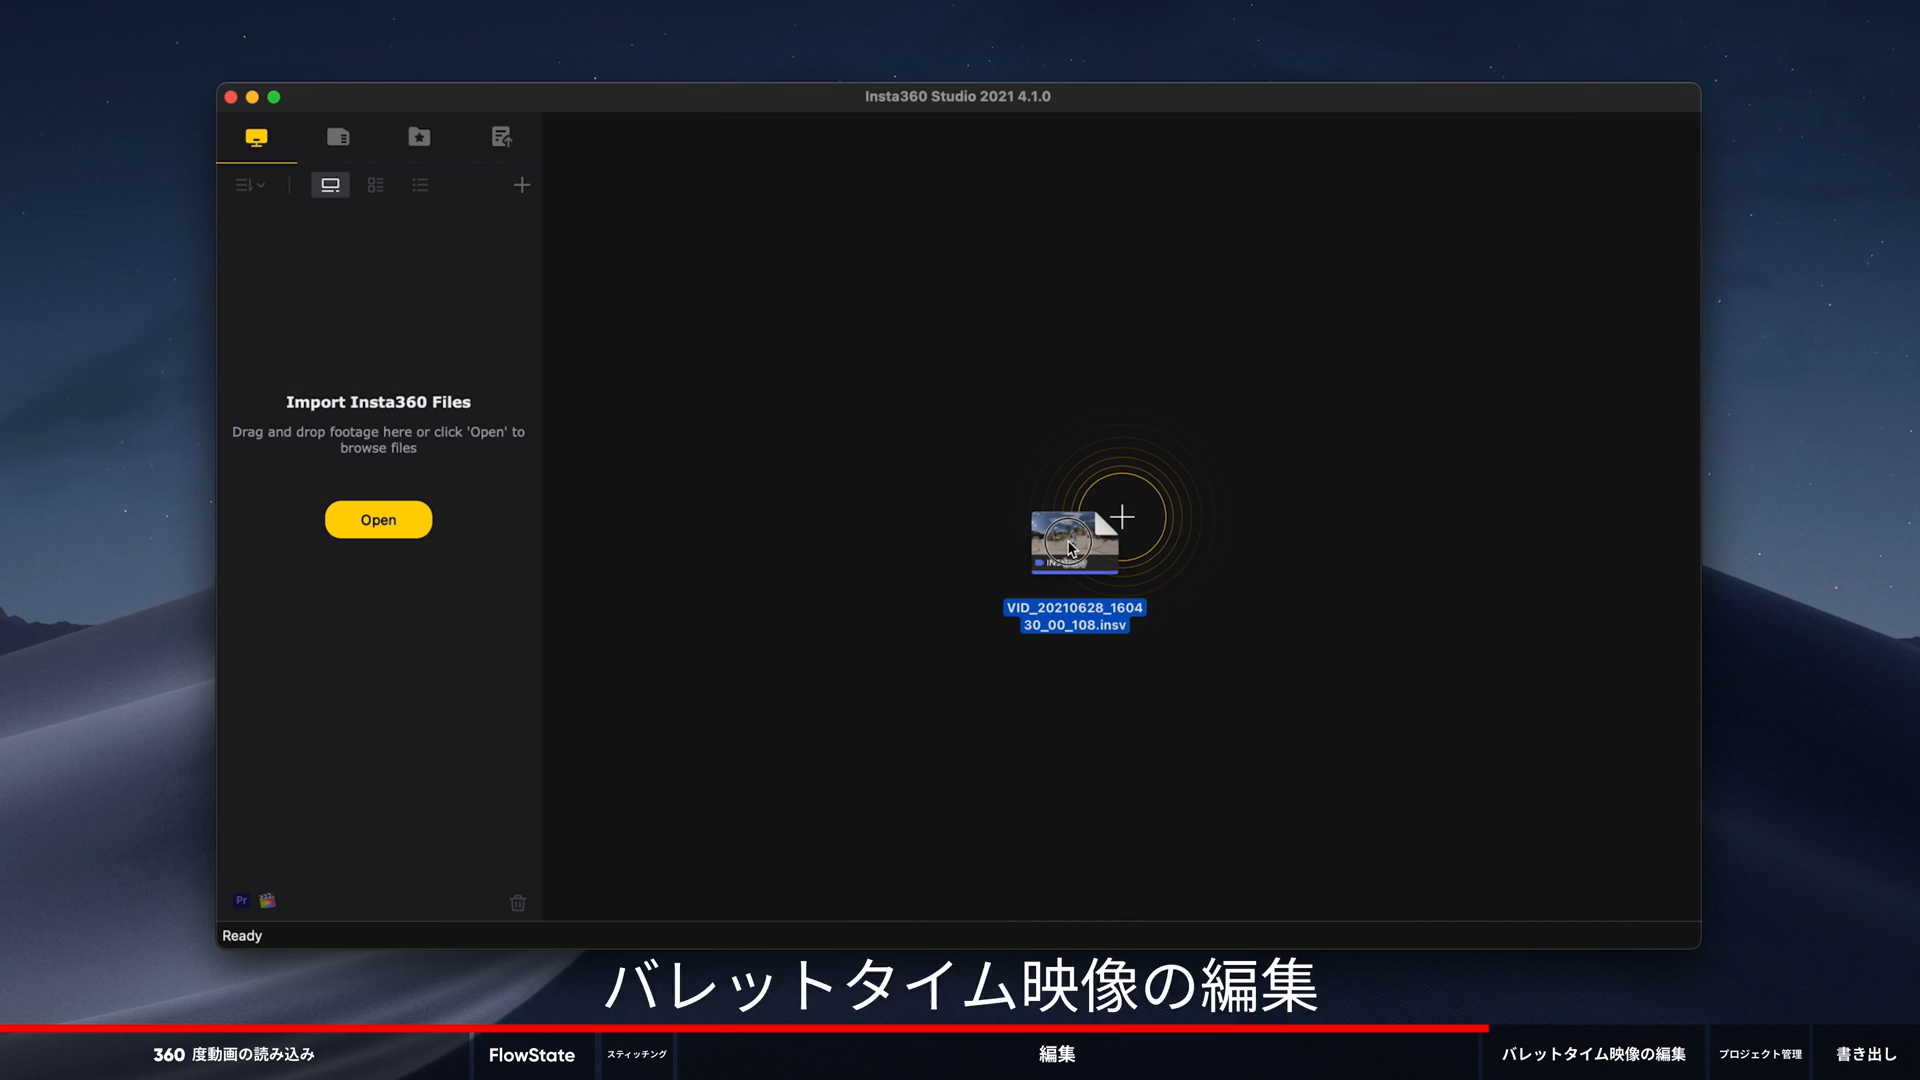 Insta360 Studio 2021 4.1.0
Import Insta360 Files
Drag and drop footage here or click 'Open' to
browse files
Open
VID_20210628_1604
30_00_108.insv
Pr
Ready
バレットタイム映像の編集
360 度動画の読み込み
FlowState
スティッチング
編集
バレットタイム映像の編集
プロジェクト管理
書き出し